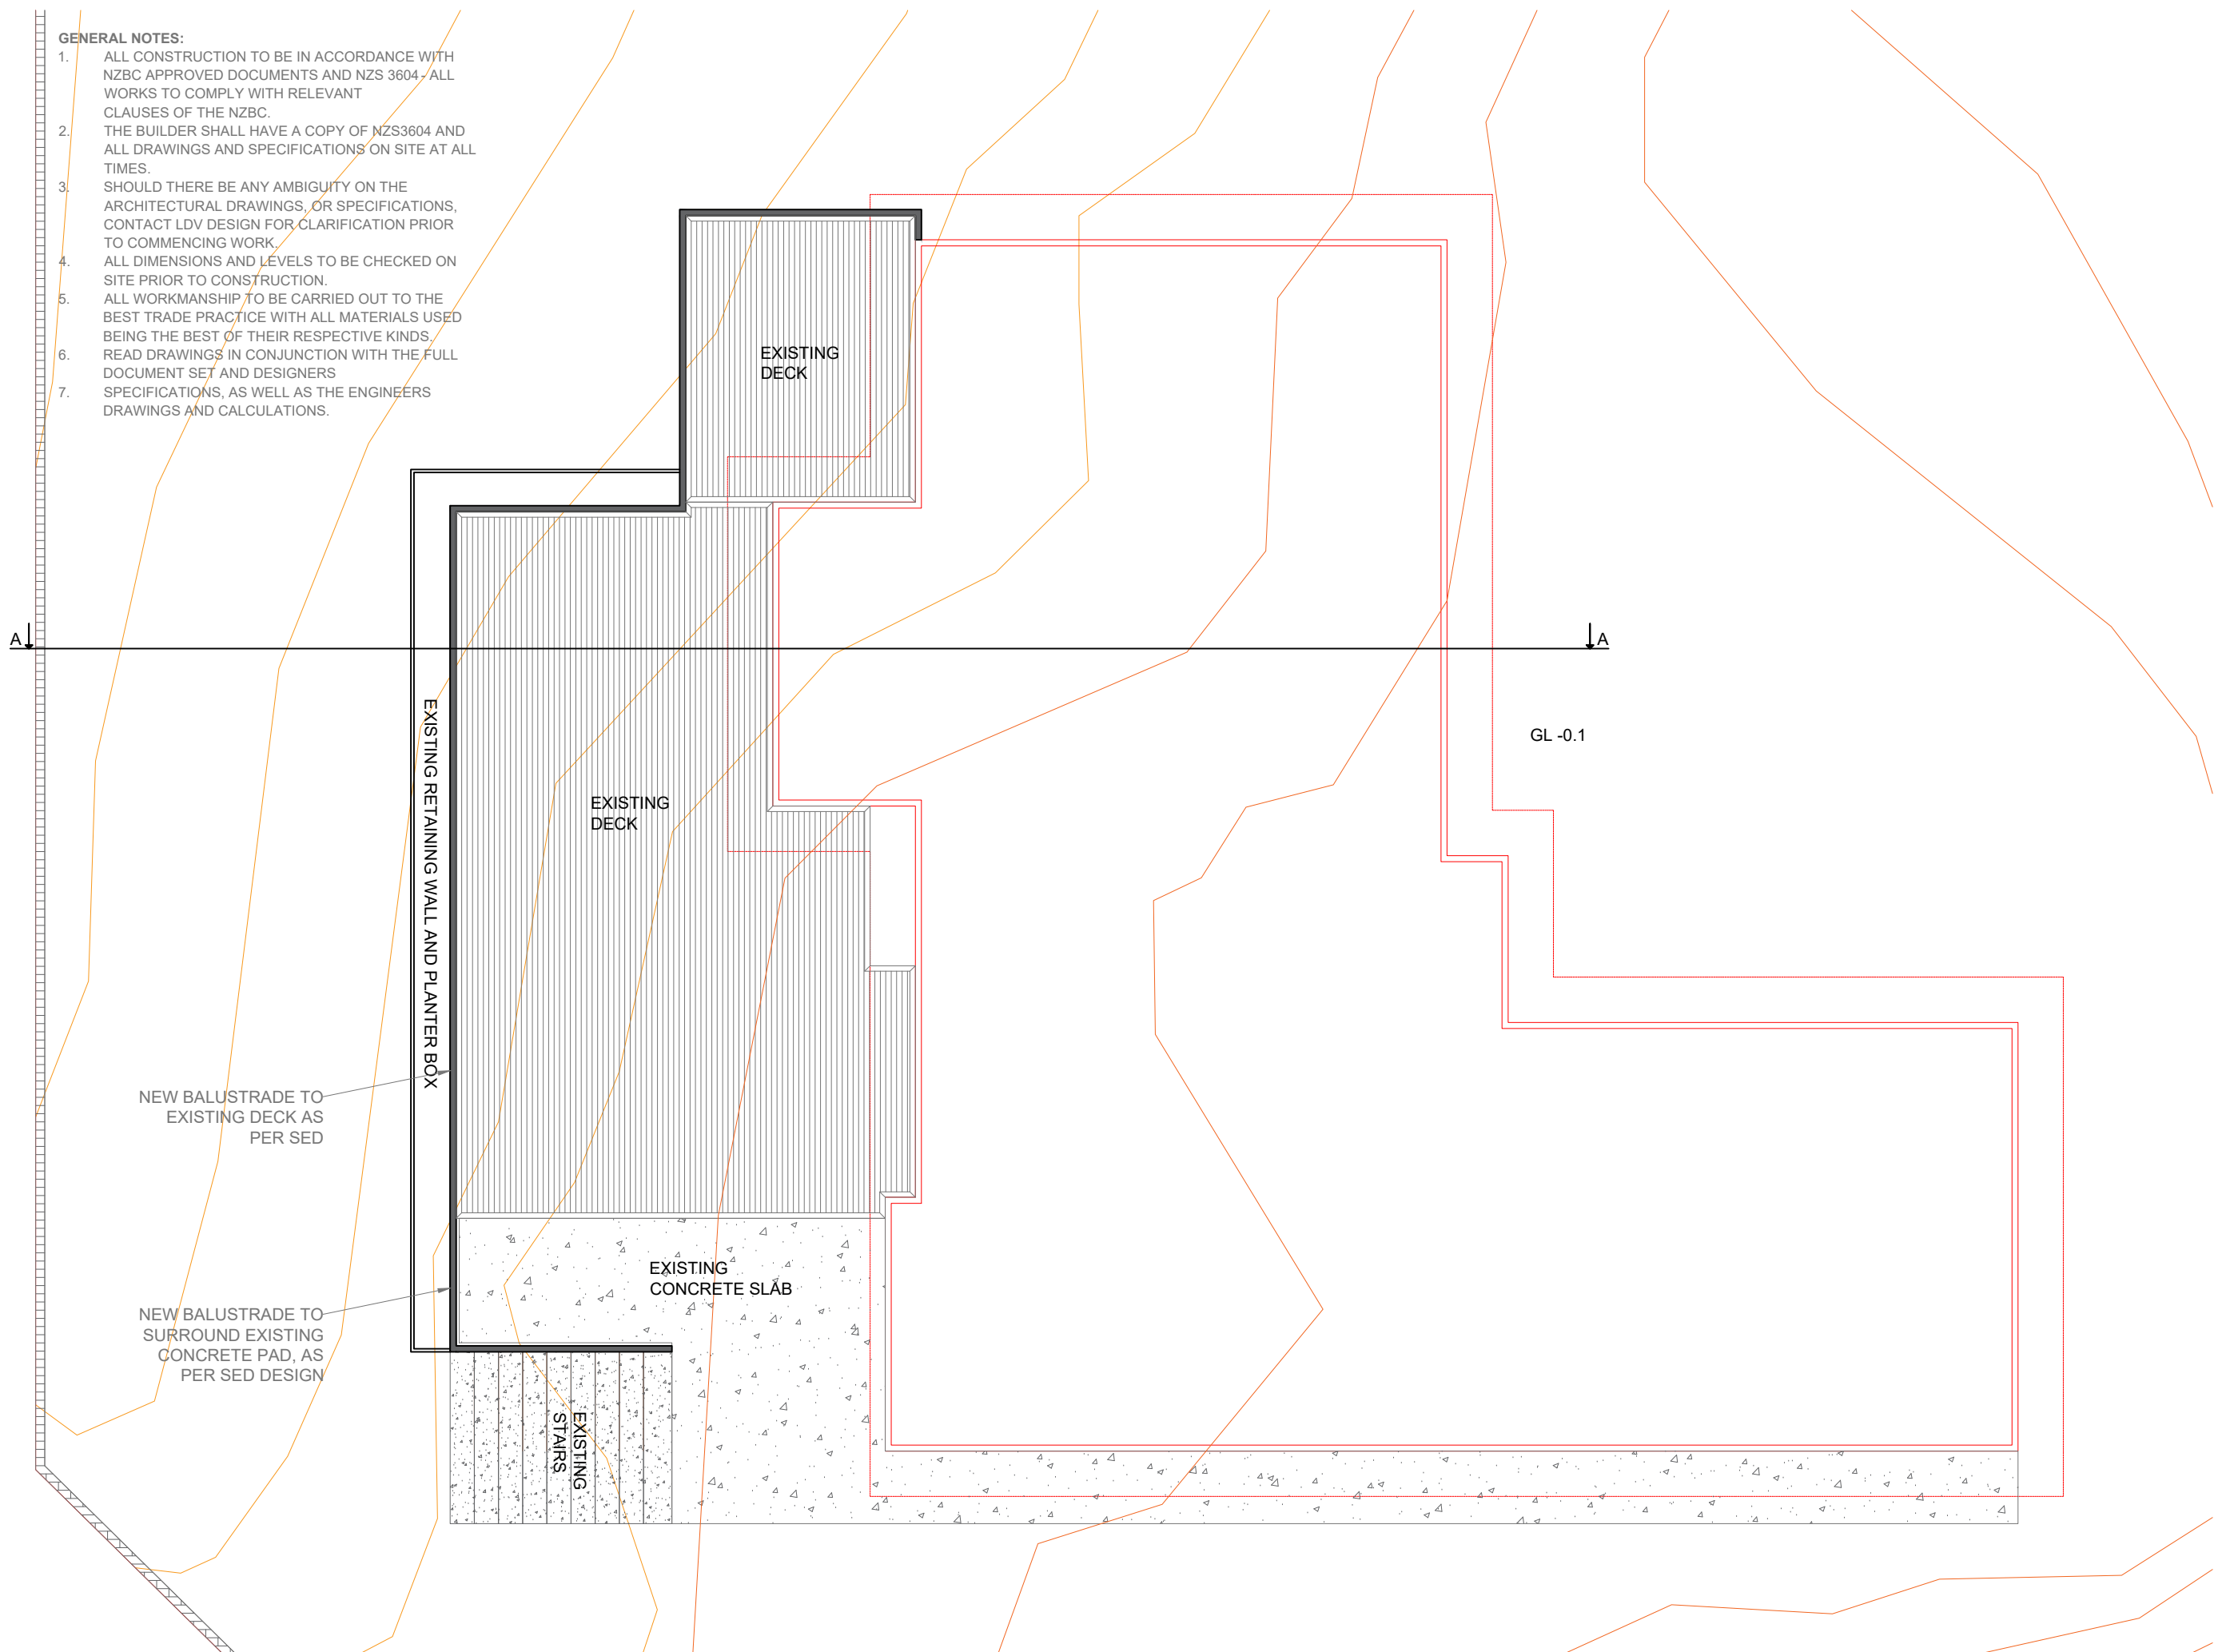 GENERAL NOTES:
1. ALL CONSTRUCTION TO BE IN ACCORDANCE WITH
NZBC APPROVED DOCUMENTS AND NZS 3604 - ALL
WORKS TO COMPLY WITH RELEVANT
CLAUSES OF THE NZBC.
2. THE BUILDER SHALL HAVE A COPY OF NZS3604 AND
ALL DRAWINGS AND SPECIFICATIONS ON SITE AT ALL
TIMES.
3. SHOULD THERE BE ANY AMBIGUITY ON THE
ARCHITECTURAL DRAWINGS, OR SPECIFICATIONS,
CONTACT LDV DESIGN FOR CLARIFICATION PRIOR
TO COMMENCING WORK.
4. ALL DIMENSIONS AND LEVELS TO BE CHECKED ON
SITE PRIOR TO CONSTRUCTION.
5. ALL WORKMANSHIP TO BE CARRIED OUT TO THE
BEST TRADE PRACTICE WITH ALL MATERIALS USED
BEING THE BEST OF THEIR RESPECTIVE KINDS.
6. READ DRAWINGS IN CONJUNCTION WITH THE FULL
DOCUMENT SET AND DESIGNERS
7. SPECIFICATIONS, AS WELL AS THE ENGINEERS
DRAWINGS AND CALCULATIONS.
EXISTING
DECK
A
A
GL -0.1
EXISTING RETAINING WALL AND PLANTER BOX
EXISTING
DECK
NEW BALUSTRADE TO
EXISTING DECK AS
PER SED
EXISTING
CONCRETE SLAB
NEW BALUSTRADE TO
SURROUND EXISTING
CONCRETE PAD, AS
PER SED DESIGN
EXISTING
STAIRS